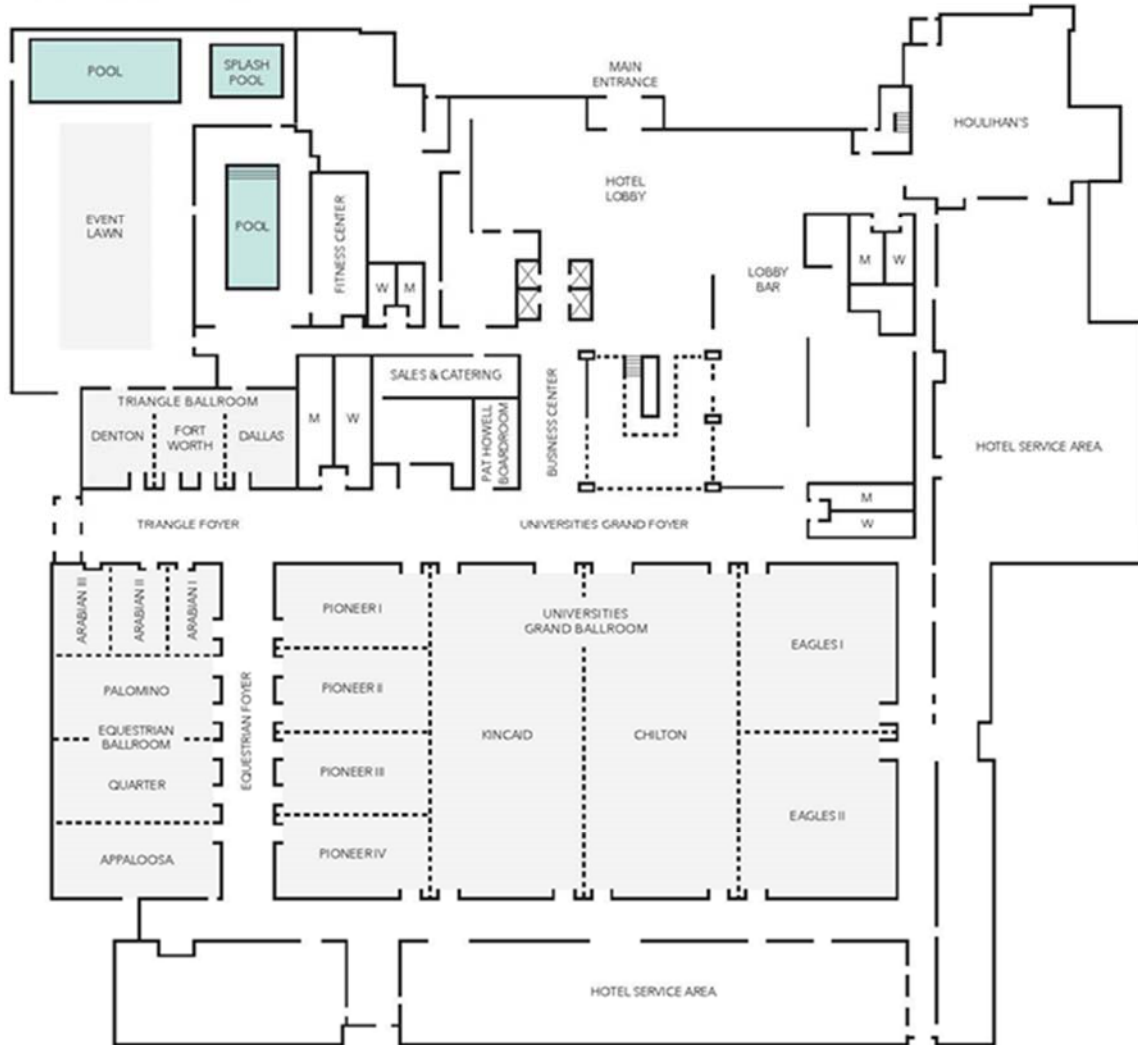 POOL
SPLASH
POOL
MAIN
ENTRANCE
HOULIHAN'S
EVENT
LAWN
POOL
FITNESS CENTER
W
M
HOTEL
LOBBY
LOBBY
BAR
M
W
TRIANGLE BALLROOM
DENTON
FORT
WORTH
DALLAS
M
W
SALES & CATERING
PAT HOWELL
BOARDROOM
BUSINESS CENTER
HOTEL SERVICE AREA
M
W
TRIANGLE FOYER
UNIVERSITIES GRAND FOYER
ARABIAN III
ARABIAN II
ARABIAN I
PALOMINO
EQUESTRIAN
BALLROOM
QUARTER
APPALOOSA
EQUESTRIAN FOYER
PIONEER I
PIONEER II
PIONEER III
PIONEER IV
UNIVERSITIES
GRAND BALLROOM
KINCAID
CHILTON
EAGLES I
EAGLES II
HOTEL SERVICE AREA